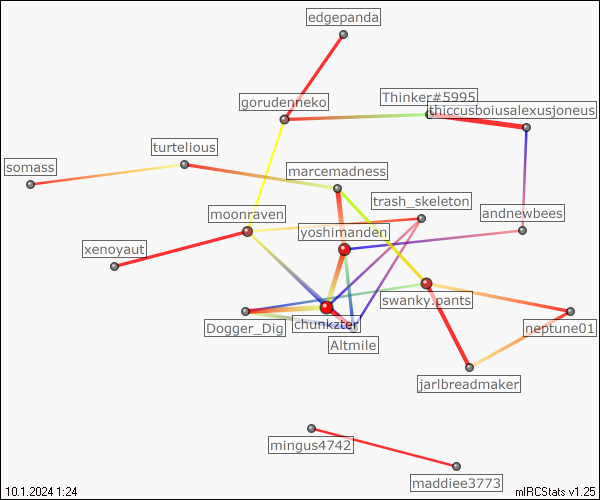 edgepanda
Thinker#5995
gorudenneko
thiccusboiusalexusjoneus
turtelious
somass
marcemadness
trash_skeleton
moonraven
andnewbees
yoshimanden
xenoyaut
swanky.pants
Dogger_Dig
chunkzter
neptune01
Altmile
jarlbreadmaker
mingus4742
maddiee3773
10.1.2024 1:24
mIRCStats v1.25